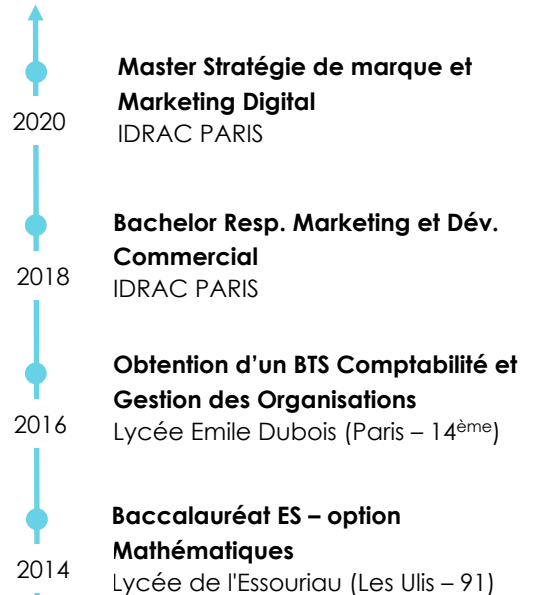 Master Stratégie de marque et
Marketing Digital
2020
IDRAC PARIS
Bachelor Resp. Marketing et Dév.
Commercial
2018
IDRAC PARIS
Obtention d'un BTS Comptabilité et
Gestion des Organisations
2016
Lycée Emile Dubois (Paris – 14ème)
Baccalauréat ES – option
Mathématiques
2014
Lycée de l'Essouriau (Les Ulis – 91)